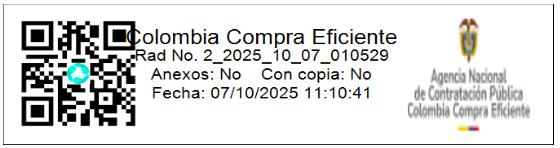 Colombia Compra Eficiente
Rad No. 2_2025_10_07_010529
Anexos: No Con copia: No
Fecha: 07/10/2025 11:10:41
Agencia Nacional
de Contratación Pública
Colombia Compra Eficiente